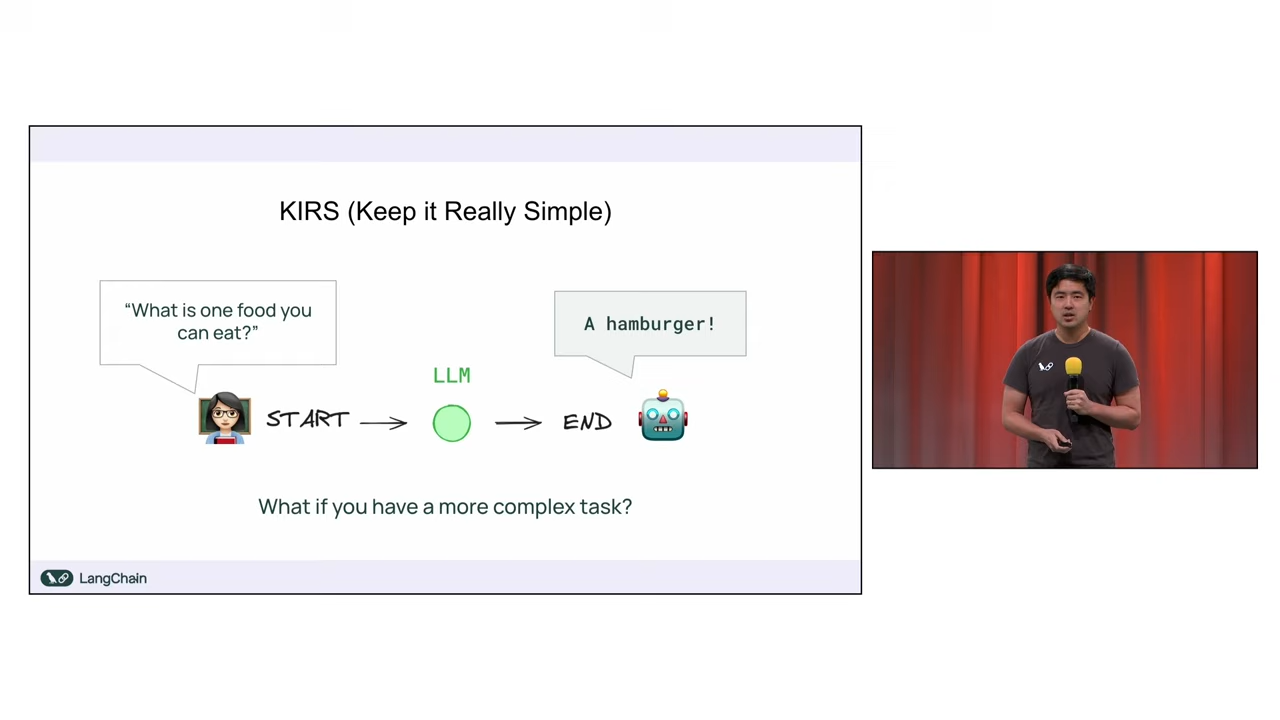 KIRS (Keep it Really Simple)
“What is one food you
can eat?”
A hamburger!
LLM
START
END
What if you have a more complex task?
LangChain